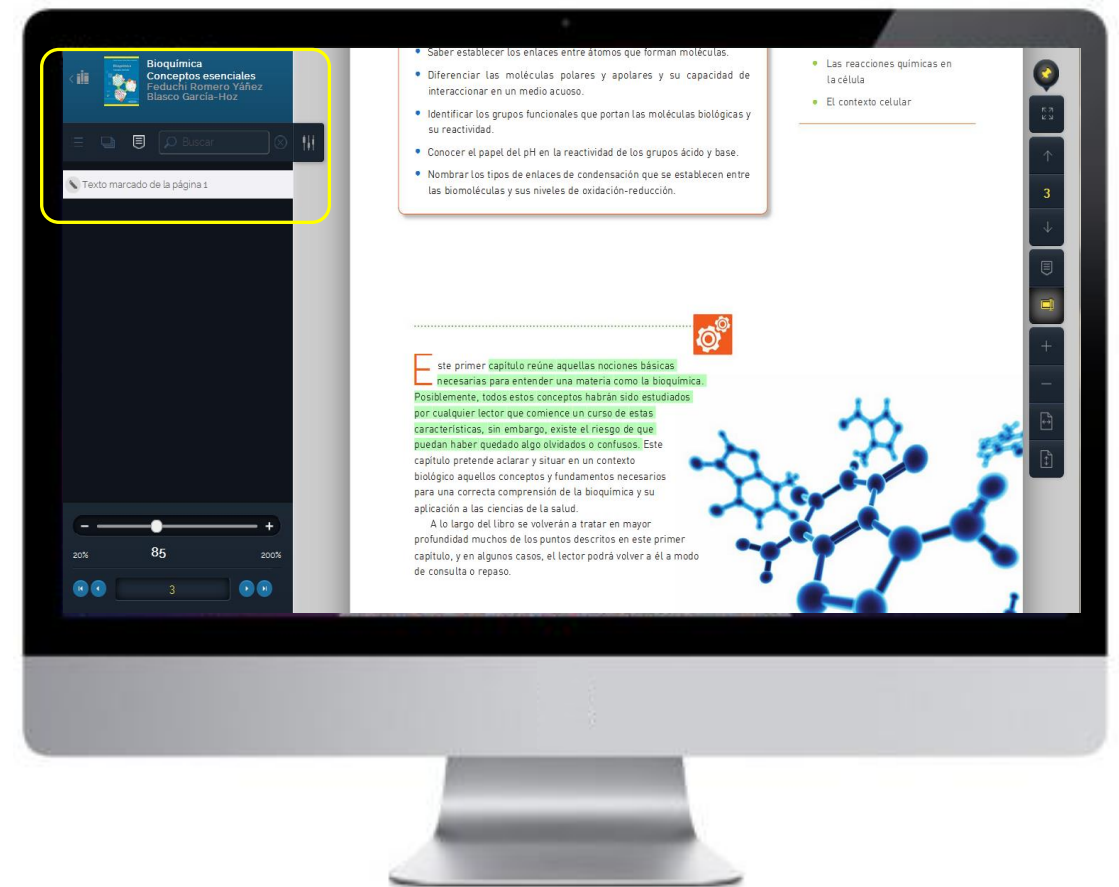 Bioquímica
Conceptos esenciales
Feduchi Romero Yáñez
Blasco García-Hoz
Buscar
Texto marcado de la página 1
20%
85
200%
3
• Saber establecer los enlaces entre átomos que forman moléculas.
• Diferenciar las moléculas polares y apolares y su capacidad de
interaccionar en un medio acuoso.
• Identificar los grupos funcionales que portan las moléculas biológicas y
su reactividad.
• Conocer el papel del pH en la reactividad de los grupos ácido y base.
• Nombrar los tipos de enlaces de condensación que se establecen entre
las biomoléculas y sus niveles de oxidación-reducción.
• Las reacciones químicas en
la célula
• El contexto celular
Este primer capítulo reúne aquellas nociones básicas
necesarias para entender una materia como la bioquímica.
Posiblemente, todos estos conceptos habrán sido estudiados
por cualquier lector que comience un curso de estas
características, sin embargo, existe el riesgo de que
puedan haber quedado algo olvidados o confusos. Este
capítulo pretende aclarar y situar en un contexto
biológico aquellos conceptos y fundamentos necesarios
para una correcta comprensión de la bioquímica y su
aplicación a las ciencias de la salud.
A lo largo del libro se volverán a tratar en mayor
profundidad muchos de los puntos descritos en este primer
capítulo, y en algunos casos, el lector podrá volver a él a modo
de consulta o repaso.
3